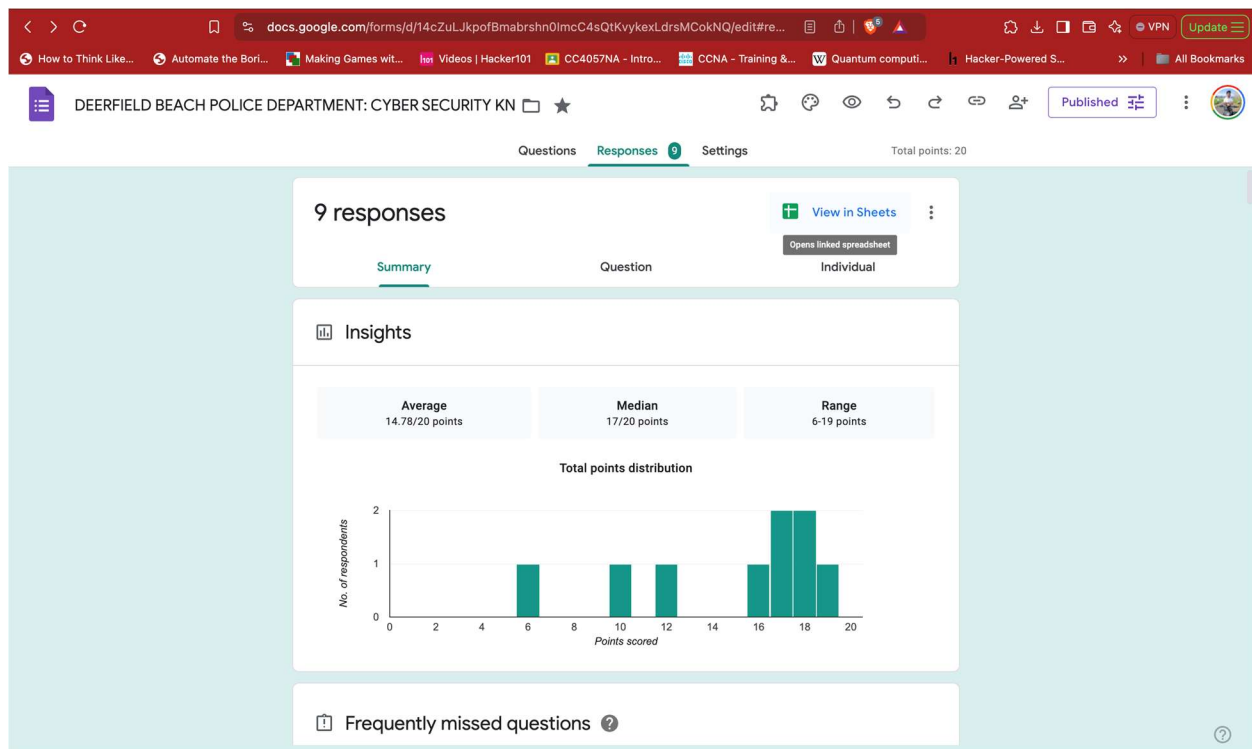 docs.google.com/forms/d/14cZuLJkpofBmabrshn0ImcC4sQtKvykexLdrsMCokNQ/edit#re... 5 VPN Update
How to Think Like... Automate the Bori... Making Games wit... h101 Videos | Hacker101 CC4057NA - Intro... CCNA - Training &... W Quantum computi... h Hacker-Powered S... » All Bookmarks
DEERFIELD BEACH POLICE DEPARTMENT: CYBER SECURITY KN Published
Questions Responses 9 Settings Total points: 20
9 responses View in Sheets
Opens linked spreadsheet
Summary Question Individual
Insights
Average Median Range
14.78/20 points 17/20 points 6-19 points
Total points distribution
2
1
0
No. of respondents
0 2 4 6 8 10 12 14 16 18 20
Points scored
Frequently missed questions ?
?